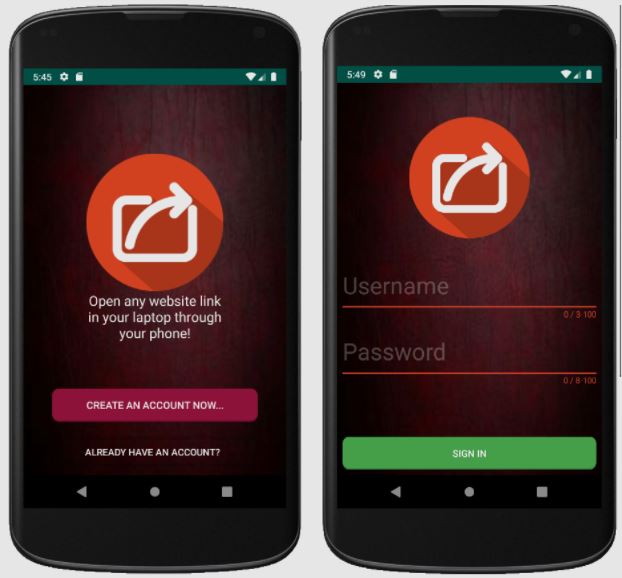 5:45
Open any website link
in your laptop through
your phone!
CREATE AN ACCOUNT NOW...
ALREADY HAVE AN ACCOUNT?
5:49
Username
0 / 3-100
Password
0 / 8-100
SIGN IN